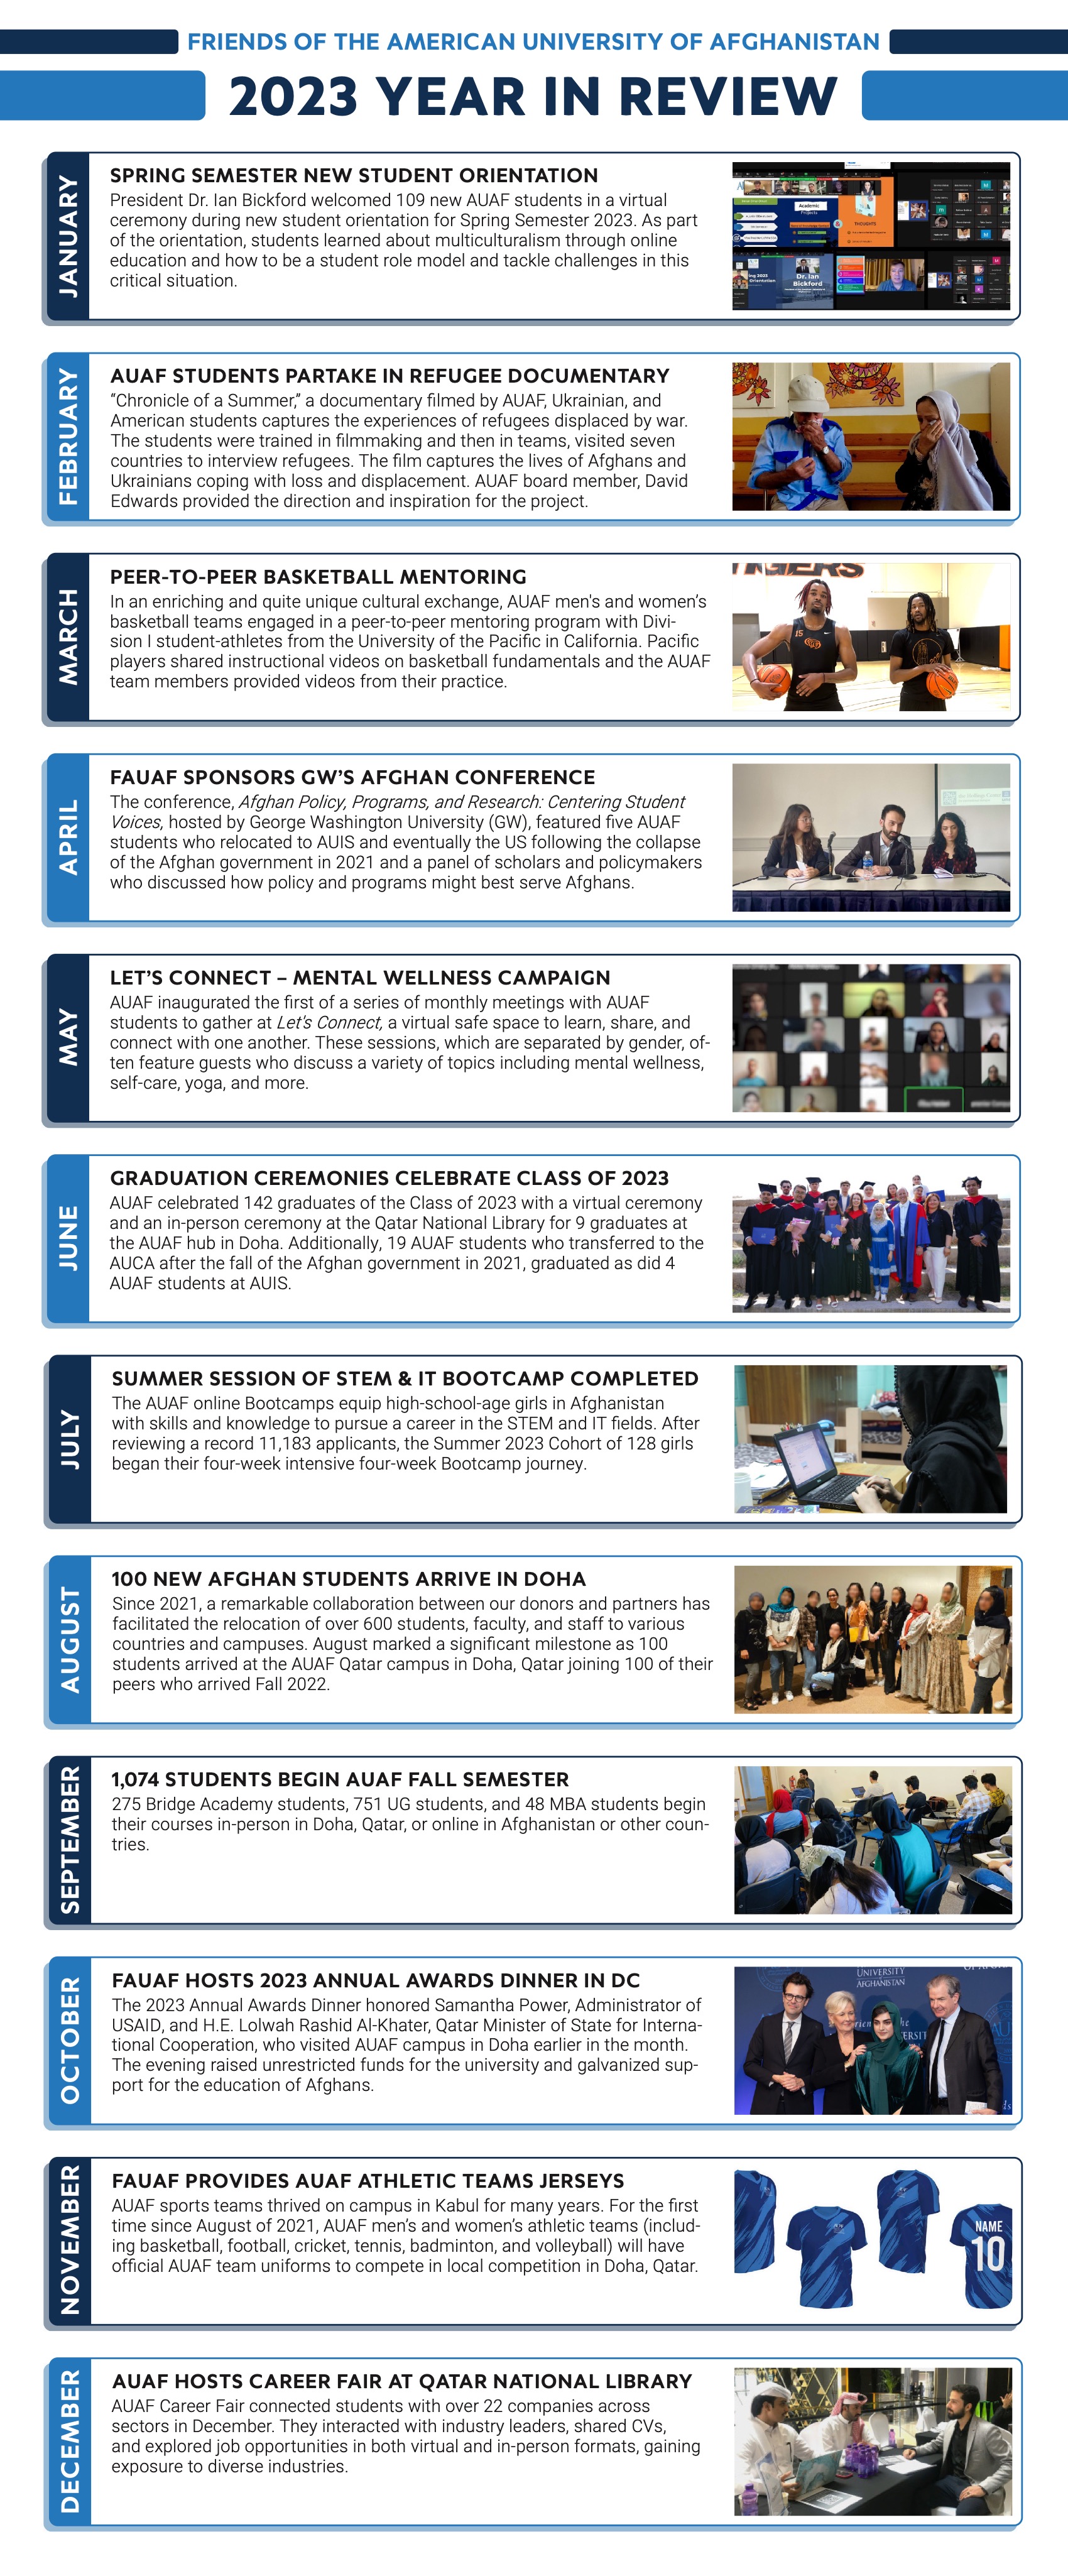 FRIENDS OF THE AMERICAN UNIVERSITY OF AFGHANISTAN
2023 YEAR IN REVIEW
JANUARY
SPRING SEMESTER NEW STUDENT ORIENTATION
President Dr. Ian Bickford welcomed 109 new AUAF students in a virtual
ceremony during new student orientation for Spring Semester 2023. As part
of the orientation, students learned about multiculturalism through online
education and how to be a student role model and tackle challenges in this
critical situation.
Academic
Projects
THOUGHTS
Dr. Ian
Bickford
FEBRUARY
AUAF STUDENTS PARTAKE IN REFUGEE DOCUMENTARY
“Chronicle of a Summer,” a documentary filmed by AUAF, Ukrainian, and
American students captures the experiences of refugees displaced by war.
The students were trained in filmmaking and then in teams, visited seven
countries to interview refugees. The film captures the lives of Afghans and
Ukrainians coping with loss and displacement. AUAF board member, David
Edwards provided the direction and inspiration for the project.
MARCH
PEER-TO-PEER BASKETBALL MENTORING
In an enriching and quite unique cultural exchange, AUAF men's and women’s
basketball teams engaged in a peer-to-peer mentoring program with Divi-
sion I student-athletes from the University of the Pacific in California. Pacific
players shared instructional videos on basketball fundamentals and the AUAF
team members provided videos from their practice.
TIGERS
15
APRIL
FAUAF SPONSORS GW’S AFGHAN CONFERENCE
The conference, Afghan Policy, Programs, and Research: Centering Student
Voices, hosted by George Washington University (GW), featured five AUAF
students who relocated to AUIS and eventually the US following the collapse
of the Afghan government in 2021 and a panel of scholars and policymakers
who discussed how policy and programs might best serve Afghans.
MAY
LET’S CONNECT – MENTAL WELLNESS CAMPAIGN
AUAF inaugurated the first of a series of monthly meetings with AUAF
students to gather at Let's Connect, a virtual safe space to learn, share, and
connect with one another. These sessions, which are separated by gender, of-
ten feature guests who discuss a variety of topics including mental wellness,
self-care, yoga, and more.
JUNE
GRADUATION CEREMONIES CELEBRATE CLASS OF 2023
AUAF celebrated 142 graduates of the Class of 2023 with a virtual ceremony
and an in-person ceremony at the Qatar National Library for 9 graduates at
the AUAF hub in Doha. Additionally, 19 AUAF students who transferred to the
AUCA after the fall of the Afghan government in 2021, graduated as did 4
AUAF students at AUIS.
JULY
SUMMER SESSION OF STEM & IT BOOTCAMP COMPLETED
The AUAF online Bootcamps equip high-school-age girls in Afghanistan
with skills and knowledge to pursue a career in the STEM and IT fields. After
reviewing a record 11,183 applicants, the Summer 2023 Cohort of 128 girls
began their four-week intensive four-week Bootcamp journey.
AUGUST
100 NEW AFGHAN STUDENTS ARRIVE IN DOHA
Since 2021, a remarkable collaboration between our donors and partners has
facilitated the relocation of over 600 students, faculty, and staff to various
countries and campuses. August marked a significant milestone as 100
students arrived at the AUAF Qatar campus in Doha, Qatar joining 100 of their
peers who arrived Fall 2022.
SEPTEMBER
1,074 STUDENTS BEGIN AUAF FALL SEMESTER
275 Bridge Academy students, 751 UG students, and 48 MBA students begin
their courses in-person in Doha, Qatar, or online in Afghanistan or other coun-
tries.
OCTOBER
FAUAF HOSTS 2023 ANNUAL AWARDS DINNER IN DC
The 2023 Annual Awards Dinner honored Samantha Power, Administrator of
USAID, and H.E. Lolwah Rashid Al-Khater, Qatar Minister of State for Interna-
tional Cooperation, who visited AUAF campus in Doha earlier in the month.
The evening raised unrestricted funds for the university and galvanized sup-
port for the education of Afghans.
UNIVERSITY
AFGHANISTAN
NOVEMBER
FAUAF PROVIDES AUAF ATHLETIC TEAMS JERSEYS
AUAF sports teams thrived on campus in Kabul for many years. For the first
time since August of 2021, AUAF men’s and women’s athletic teams (includ-
ing basketball, football, cricket, tennis, badminton, and volleyball) will have
official AUAF team uniforms to compete in local competition in Doha, Qatar.
NAME
10
DECEMBER
AUAF HOSTS CAREER FAIR AT QATAR NATIONAL LIBRARY
AUAF Career Fair connected students with over 22 companies across
sectors in December. They interacted with industry leaders, shared CVs,
and explored job opportunities in both virtual and in-person formats, gaining
exposure to diverse industries.